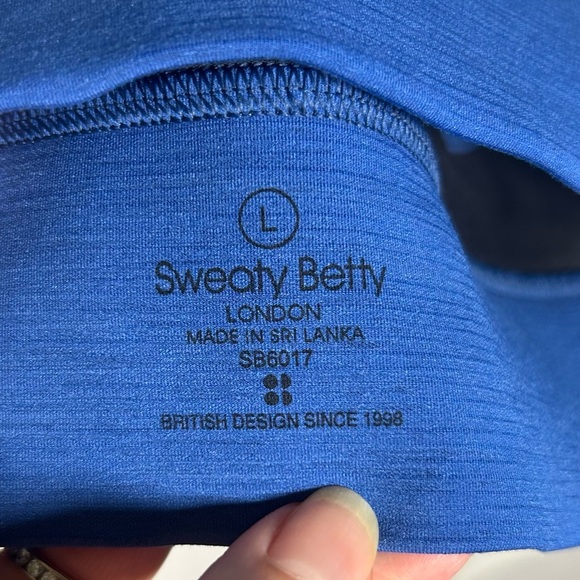 L
Sweaty Betty
LONDON
MADE IN SRI LANKA
SB6017
BRITISH DESIGN SINCE 1998